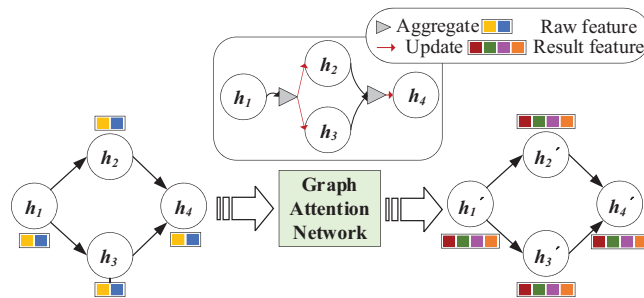 Aggregate Raw feature
Update Result feature
h2
h1 h4
h3
h2
h1 h4
h3
Graph
Attention
Network
h2´
h1´ h4´
h3´